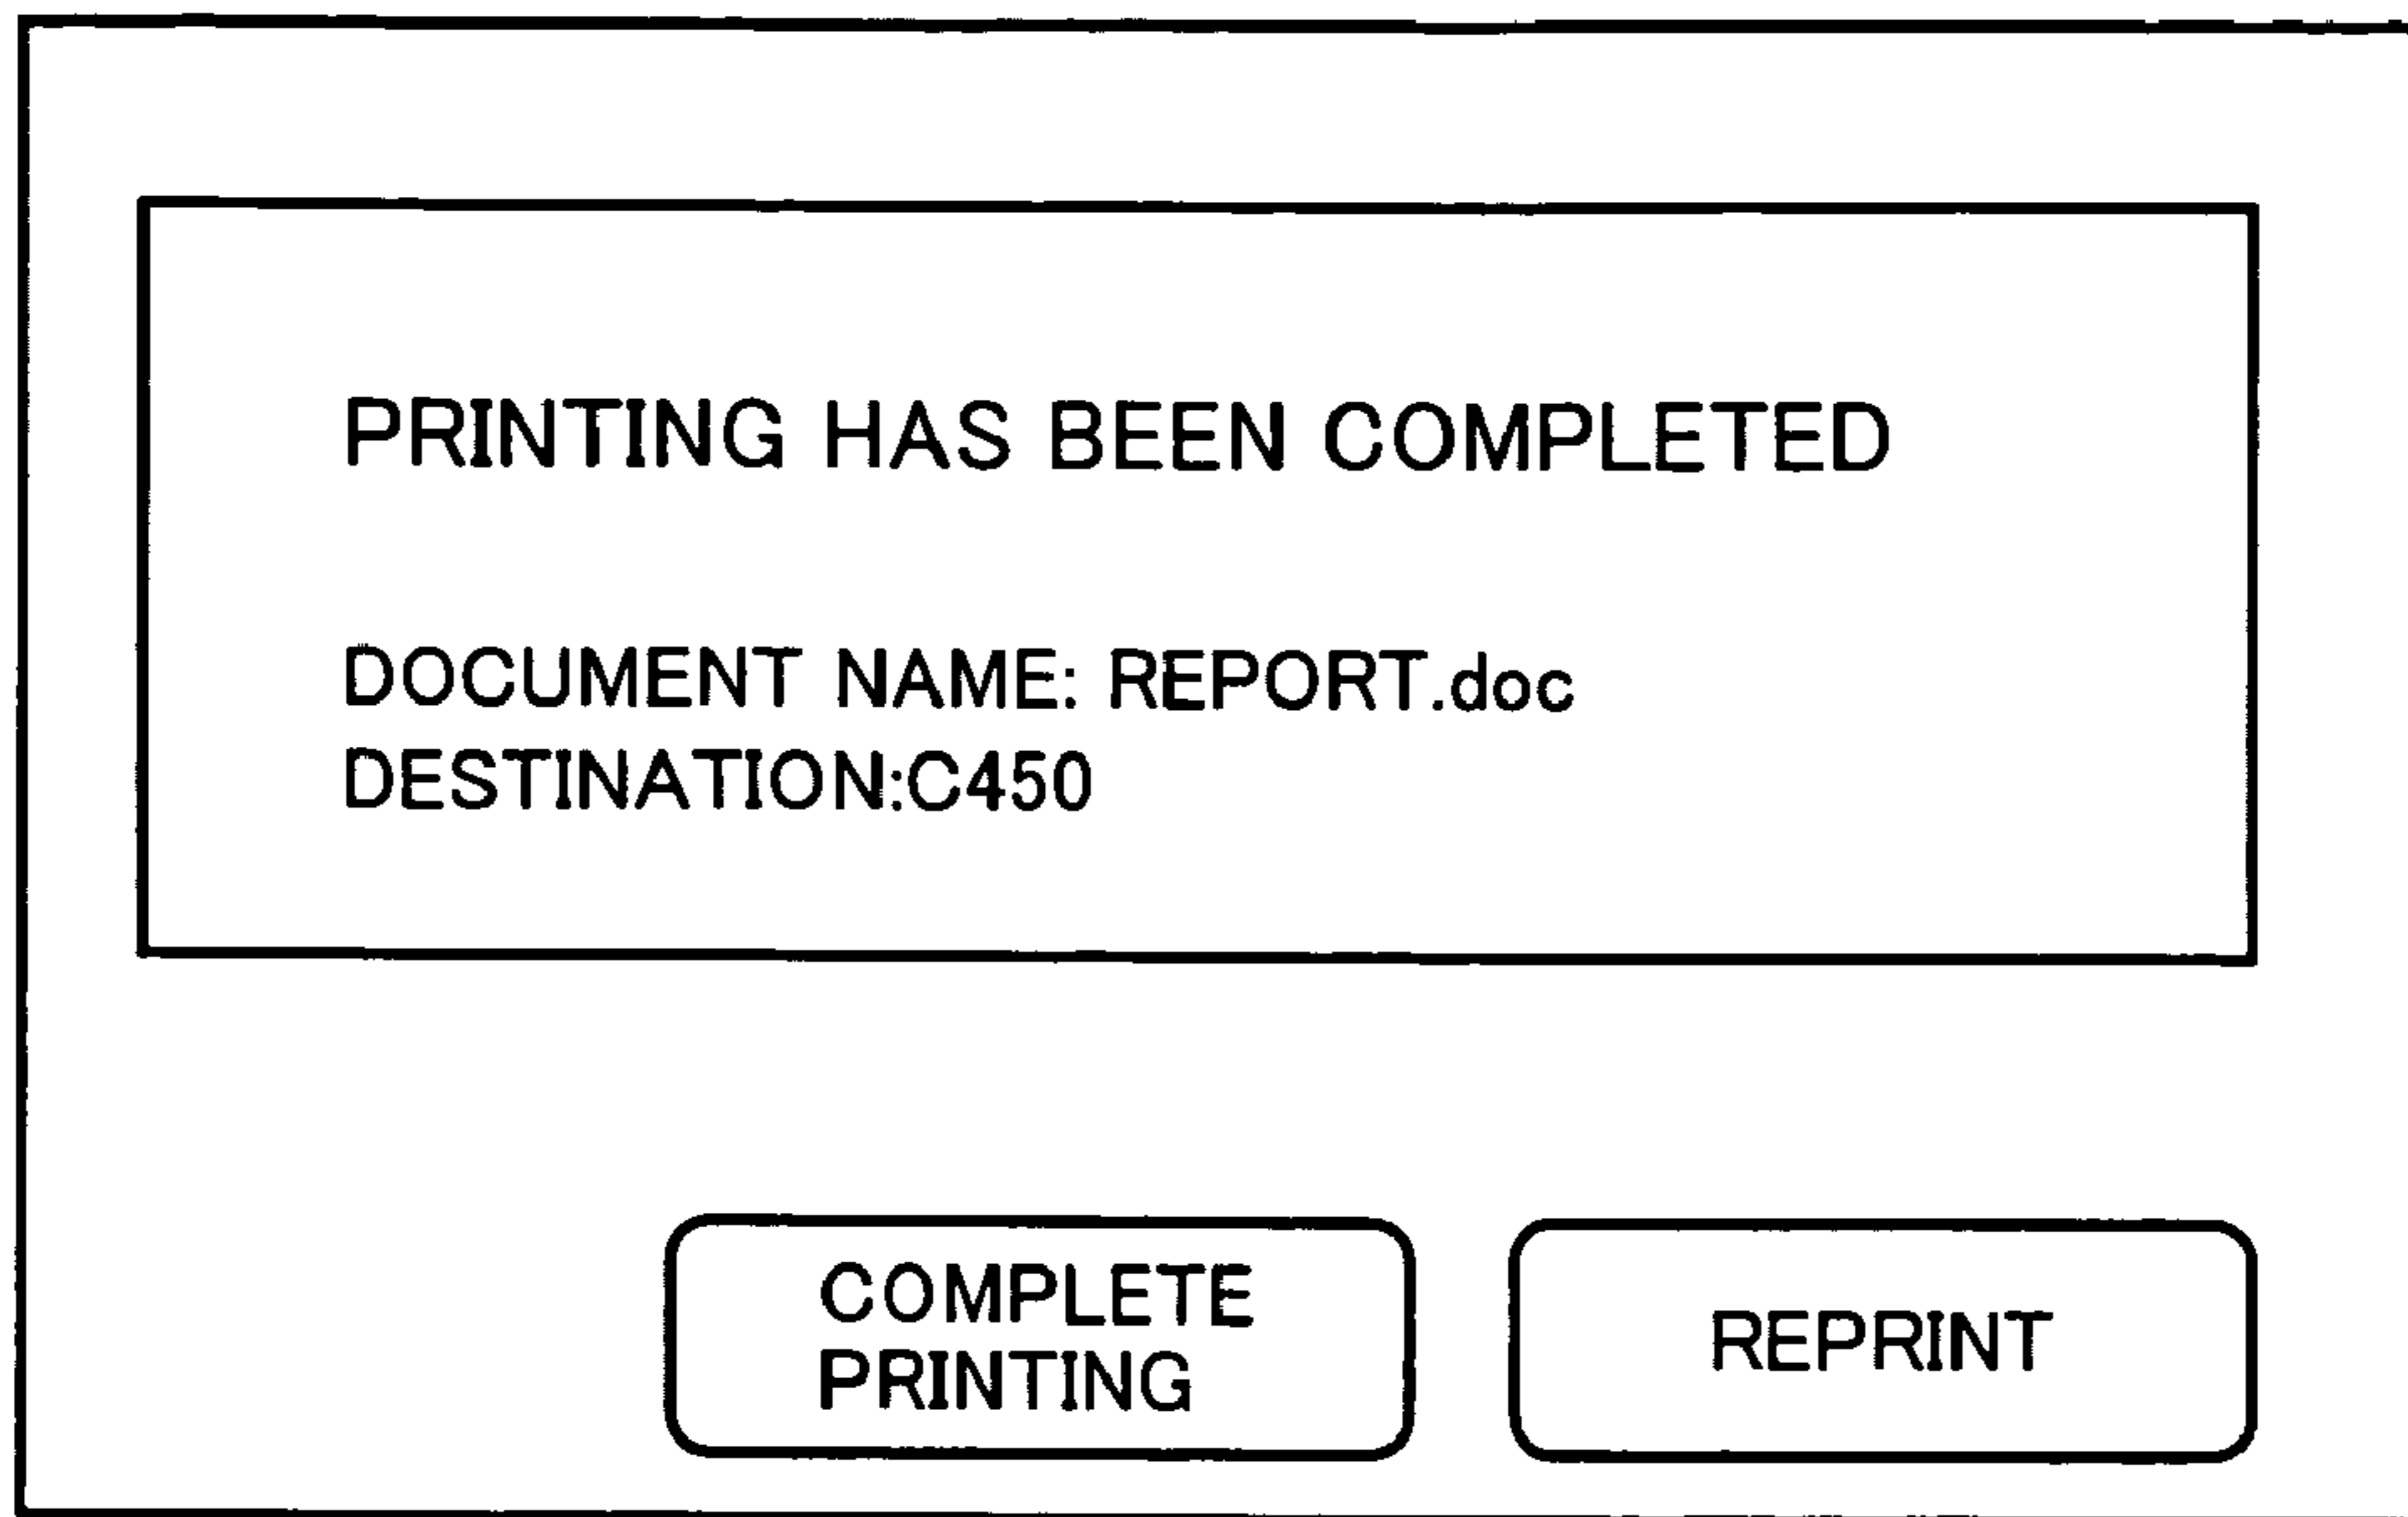 PRINTING HAS BEEN COMPLETED
DOCUMENT NAME: REPORT.doc
DESTINATION:C450
COMPLETE
PRINTING
REPRINT